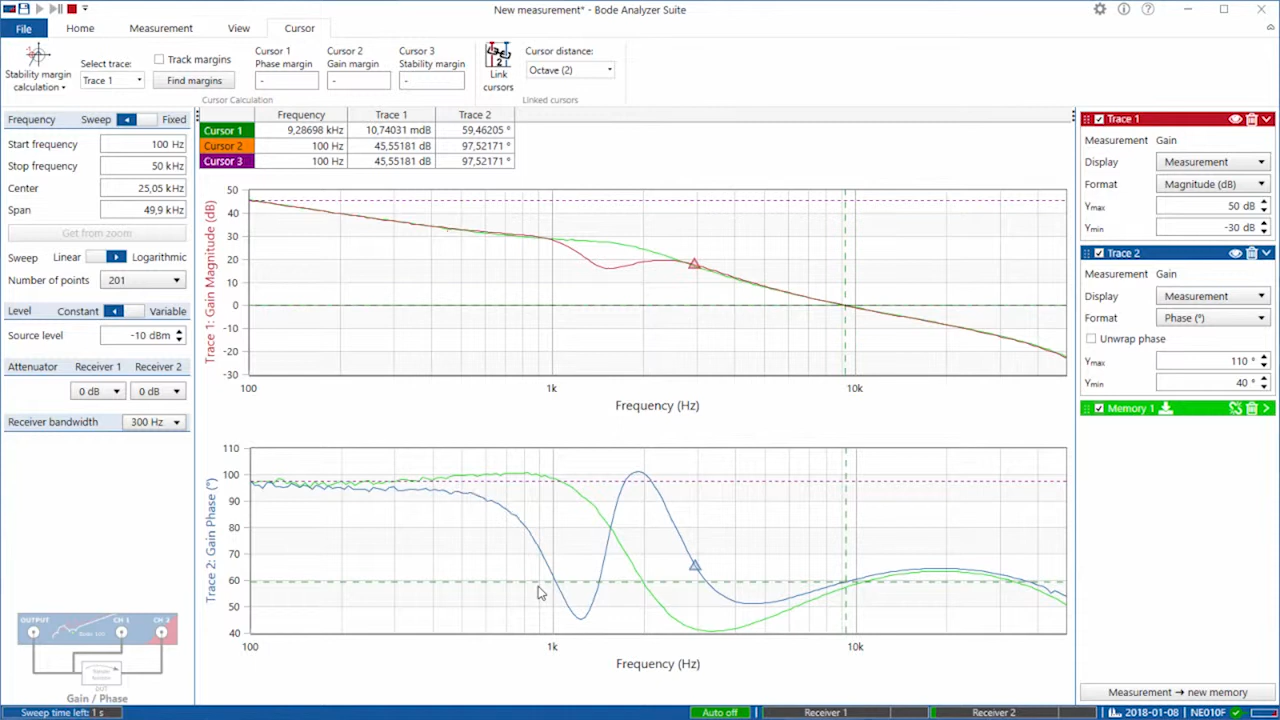 New measurement* - Bode Analyzer Suite
File Home Measurement View Cursor
Stability margin calculation
Select trace:
Trace 1
Track margins
Find margins
Cursor 1
Phase margin
-
Cursor 2
Gain margin
-
Cursor 3
Stability margin
-
Cursor Calculation
Link cursors
Cursor distance:
Octave (2)
Linked cursors
Frequency Sweep Fixed
Start frequency 100 Hz
Stop frequency 50 kHz
Center 25,05 kHz
Span 49,9 kHz
Get from zoom
Sweep Linear Logarithmic
Number of points 201
Level Constant Variable
Source level -10 dBm
Attenuator Receiver 1 Receiver 2
0 dB 0 dB
Receiver bandwidth 300 Hz
OUTPUT CH 1 CH 2
DUT
Gain / Phase
Frequency Trace 1 Trace 2
Cursor 1 9,28698 kHz 10,74031 mdB 59,46205 °
Cursor 2 100 Hz 45,55181 dB 97,52171 °
Cursor 3 100 Hz 45,55181 dB 97,52171 °
Trace 1: Gain Magnitude (dB)
50
40
30
20
10
0
-10
-20
-30
100 1k 10k
Frequency (Hz)
Trace 2: Gain Phase (°)
110
100
90
80
70
60
50
40
100 1k 10k
Frequency (Hz)
Trace 1
Measurement Gain
Display Measurement
Format Magnitude (dB)
Ymax 50 dB
Ymin -30 dB
Trace 2
Measurement Gain
Display Measurement
Format Phase (°)
Unwrap phase
Ymax 110 °
Ymin 40 °
Memory 1
Measurement → new memory
Sweep time left: 1 s Auto off Receiver 1 Receiver 2 2018-01-08 NE010F